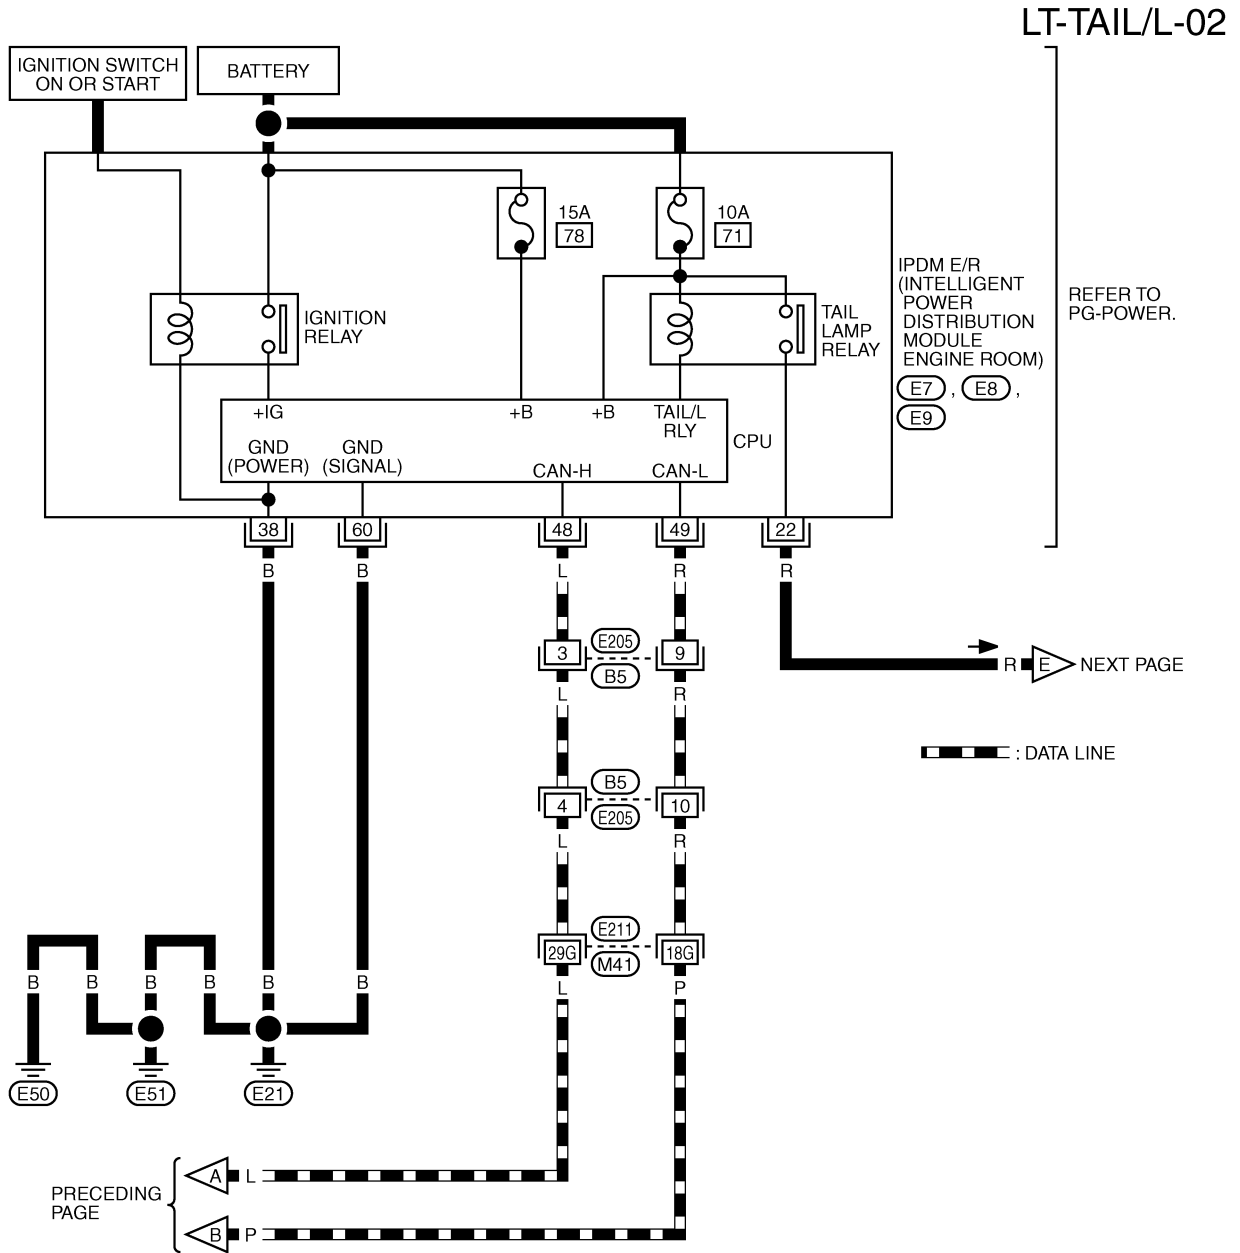 LT-TAIL/L-02
IGNITION SWITCH
ON OR START
BATTERY
15A
78
10A
71
IPDM E/R
(INTELLIGENT
POWER
DISTRIBUTION
MODULE
ENGINE ROOM)
E7 , E8 ,
E9
REFER TO
PG-POWER.
IGNITION
RELAY
TAIL
LAMP
RELAY
+IG
+B
+B
TAIL/L
RLY
CPU
GND
(POWER)
GND
(SIGNAL)
CAN-H
CAN-L
38
60
48
49
22
B
B
L
R
R
E205
3
9
B5
R
E
NEXT PAGE
L
R
: DATA LINE
B5
4
10
E205
L
R
E211
29G
18G
M41
B
B
B
B
B
B
L
P
E50
E51
E21
PRECEDING
PAGE
A
L
B
P